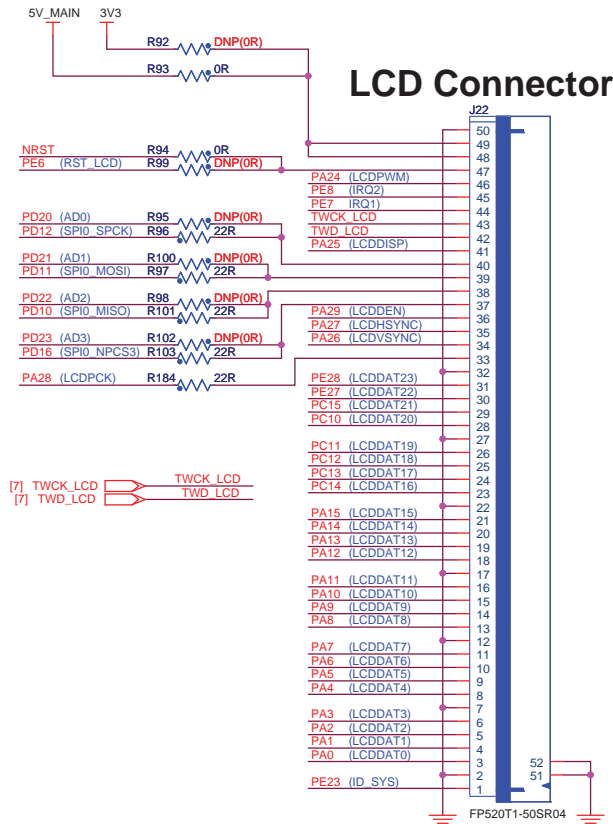 5V_MAIN 3V3
R92 DNP(0R)
R93 0R
LCD Connector
J22
50
49
48
NRST R94 0R
PE6 (RST_LCD) R99 DNP(0R)
47
PA24 (LCDPWM) 46
PE8 (IRQ2) 45
PE7 (IRQ1) 44
TWCK_LCD 43
TWD_LCD 42
PA25 (LCDDISP) 41
PD20 (AD0) R95 DNP(0R)
PD12 (SPI0_SPCK) R96 22R
40
PD21 (AD1) R100 DNP(0R)
PD11 (SPI0_MOSI) R97 22R
39
PD22 (AD2) R98 DNP(0R)
PD10 (SPI0_MISO) R101 22R
38
PD23 (AD3) R102 DNP(0R)
PD16 (SPI0_NPCS3) R103 22R
37
PA29 (LCDDEN) 36
PA27 (LCDHSYNC) 35
PA26 (LCDVSYNC) 34
PA28 (LCDPCK) R184 22R
33
32
PE28 (LCDDAT23) 31
PE27 (LCDDAT22) 30
PC15 (LCDDAT21) 29
PC10 (LCDDAT20) 28
27
PC11 (LCDDAT19) 26
PC12 (LCDDAT18) 25
PC13 (LCDDAT17) 24
PC14 (LCDDAT16) 23
[7] TWCK_LCD TWCK_LCD
[7] TWD_LCD TWD_LCD
22
PA15 (LCDDAT15) 21
PA14 (LCDDAT14) 20
PA13 (LCDDAT13) 19
PA12 (LCDDAT12) 18
17
PA11 (LCDDAT11) 16
PA10 (LCDDAT10) 15
PA9 (LCDDAT9) 14
PA8 (LCDDAT8) 13
12
PA7 (LCDDAT7) 11
PA6 (LCDDAT6) 10
PA5 (LCDDAT5) 9
PA4 (LCDDAT4) 8
7
PA3 (LCDDAT3) 6
PA2 (LCDDAT2) 5
PA1 (LCDDAT1) 4
PA0 (LCDDAT0) 3 52
2 51
PE23 (ID_SYS) 1
FP520T1-50SR04